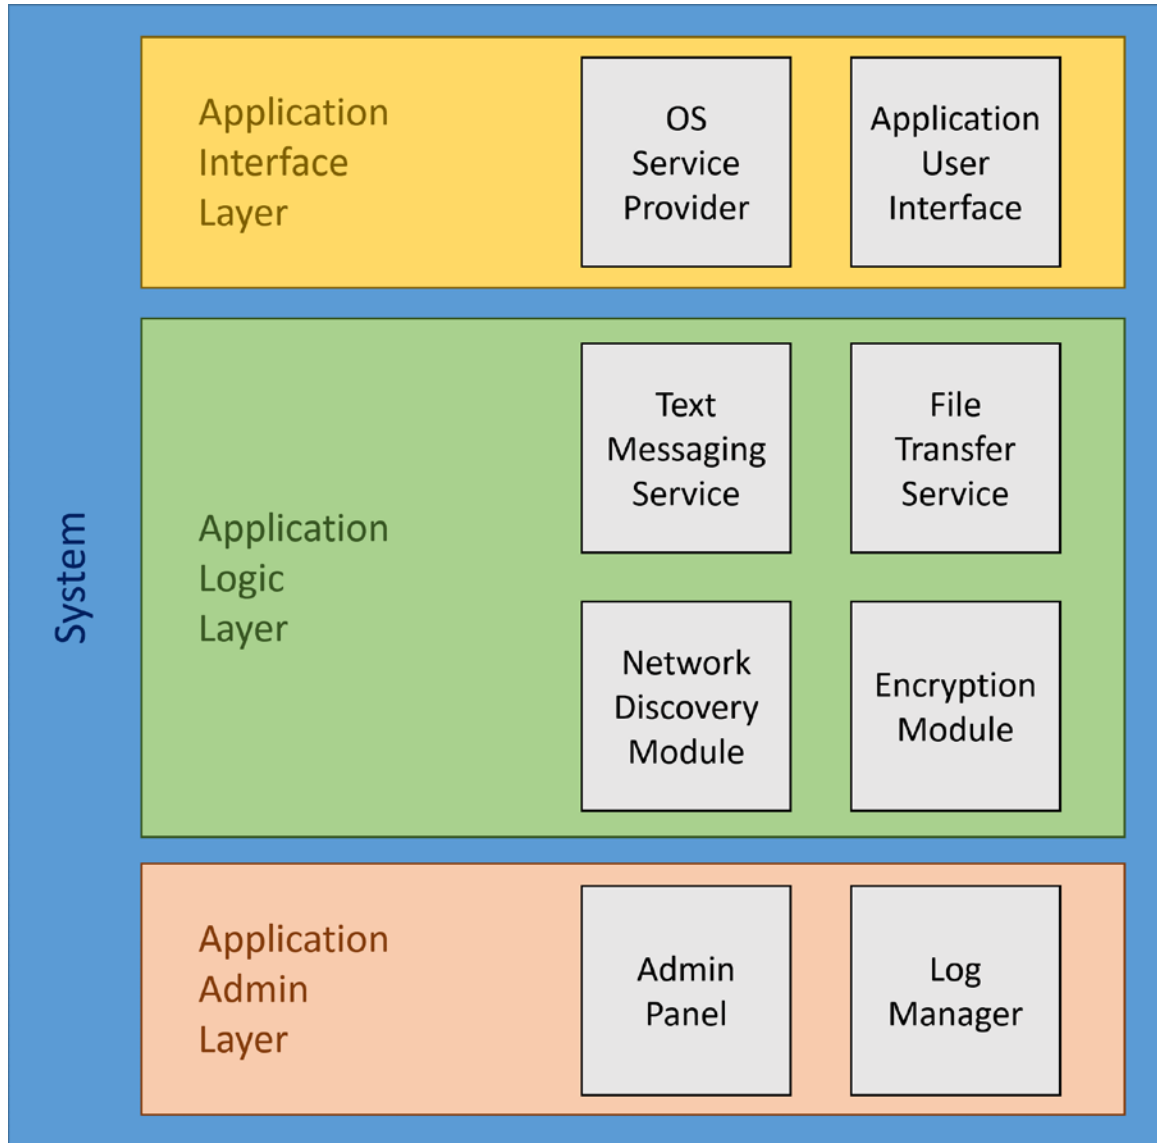 System
Application
Interface
Layer
OS
Service
Provider
Application
User
Interface
Application
Logic
Layer
Text
Messaging
Service
File
Transfer
Service
Network
Discovery
Module
Encryption
Module
Application
Admin
Layer
Admin
Panel
Log
Manager